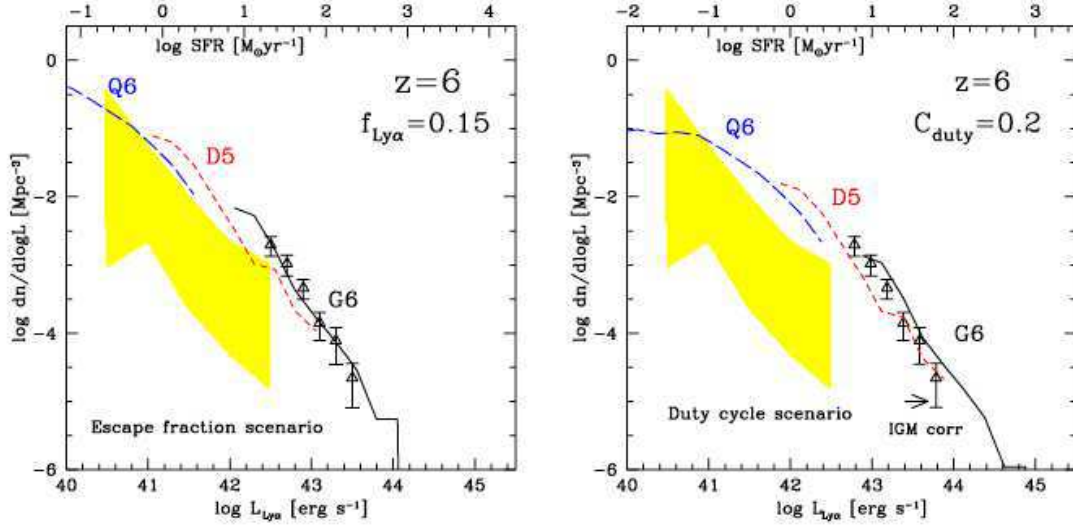 -1 0 1 2 3 4
log SFR [M⊙yr⁻¹]
0
-2
-4
-6
log dn/dlogL [Mpc⁻³]
Q6
z=6
f_Lyα=0.15
D5
G6
Escape fraction scenario
40 41 42 43 44 45
log L_Lyα [erg s⁻¹]
-2 -1 0 1 2 3
log SFR [M⊙yr⁻¹]
0
-2
-4
-6
log dn/dlogL [Mpc⁻³]
z=6
Q6
C_duty=0.2
D5
G6
Duty cycle scenario
IGM corr
40 41 42 43 44 45
log L_Lyα [erg s⁻¹]